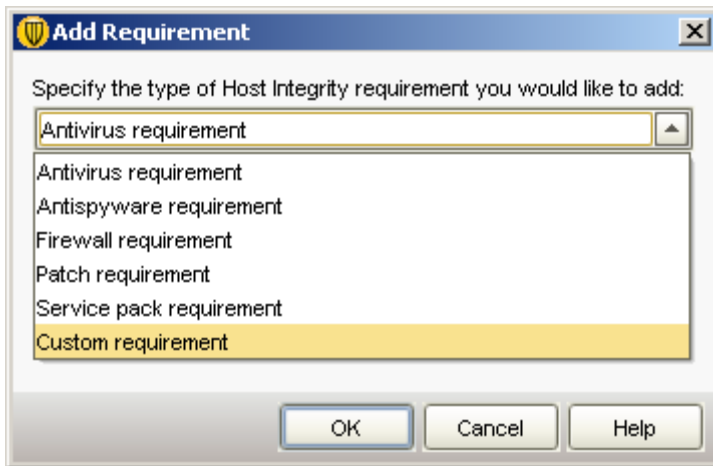 Add Requirement
Specify the type of Host Integrity requirement you would like to add:
Antivirus requirement
Antivirus requirement
Antispyware requirement
Firewall requirement
Patch requirement
Service pack requirement
Custom requirement
OK Cancel Help